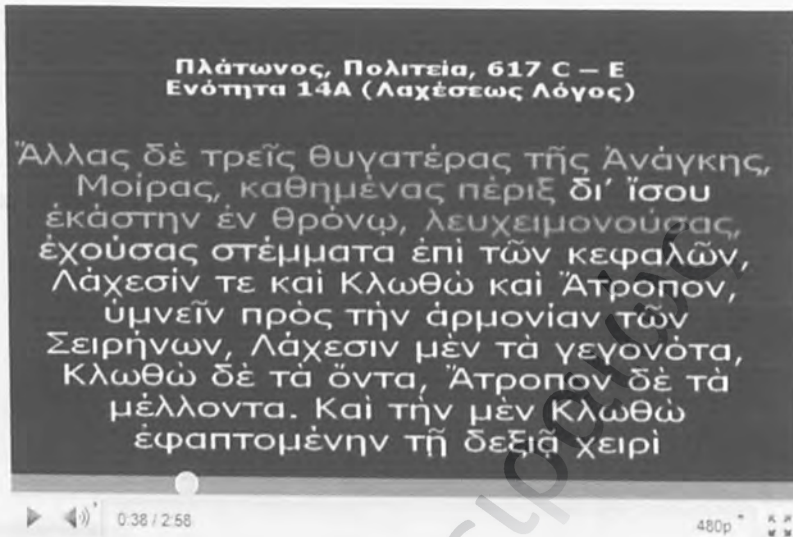 Πλάτωνος, Πολιτεία, 617 C – E
Ενότητα 14Α (Λαχέσεως Λόγος)
Ἄλλας δὲ τρεῖς θυγατέρας τῆς Ἀνάγκης,
Μοίρας, καθημένας πέριξ δι’ ἴσου
ἑκάστην ἐν θρόνῳ, λευχειμονούσας,
ἐχούσας στέμματα ἐπὶ τῶν κεφαλῶν,
Λάχεσίν τε καὶ Κλωθὼ καὶ Ἄτροπον,
ὑμνεῖν πρὸς τὴν ἁρμονίαν τῶν
Σειρήνων, Λάχεσιν μὲν τὰ γεγονότα,
Κλωθὼ δὲ τὰ ὄντα, Ἄτροπον δὲ τὰ
μέλλοντα. Καὶ τὴν μὲν Κλωθὼ
ἐφαπτομένην τῇ δεξιᾷ χειρὶ
0:38 / 2:58
480p